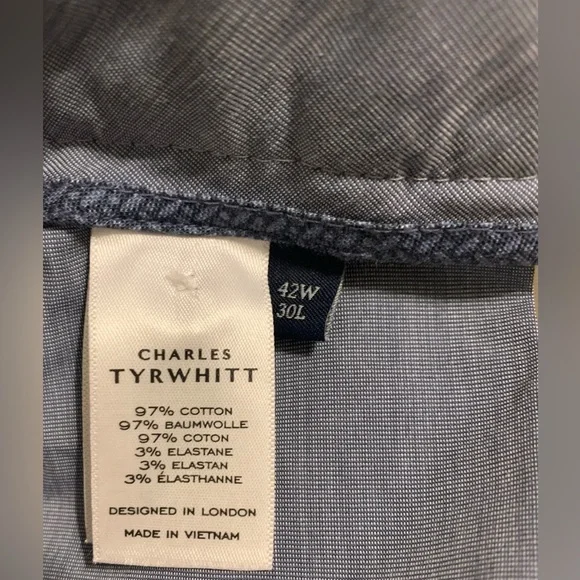 42W
30L
CHARLES
TYRWHITT
97% COTTON
97% BAUMWOLLE
97% COTON
3% ELASTANE
3% ELASTAN
3% ÉLASTHANNE
DESIGNED IN LONDON
MADE IN VIETNAM